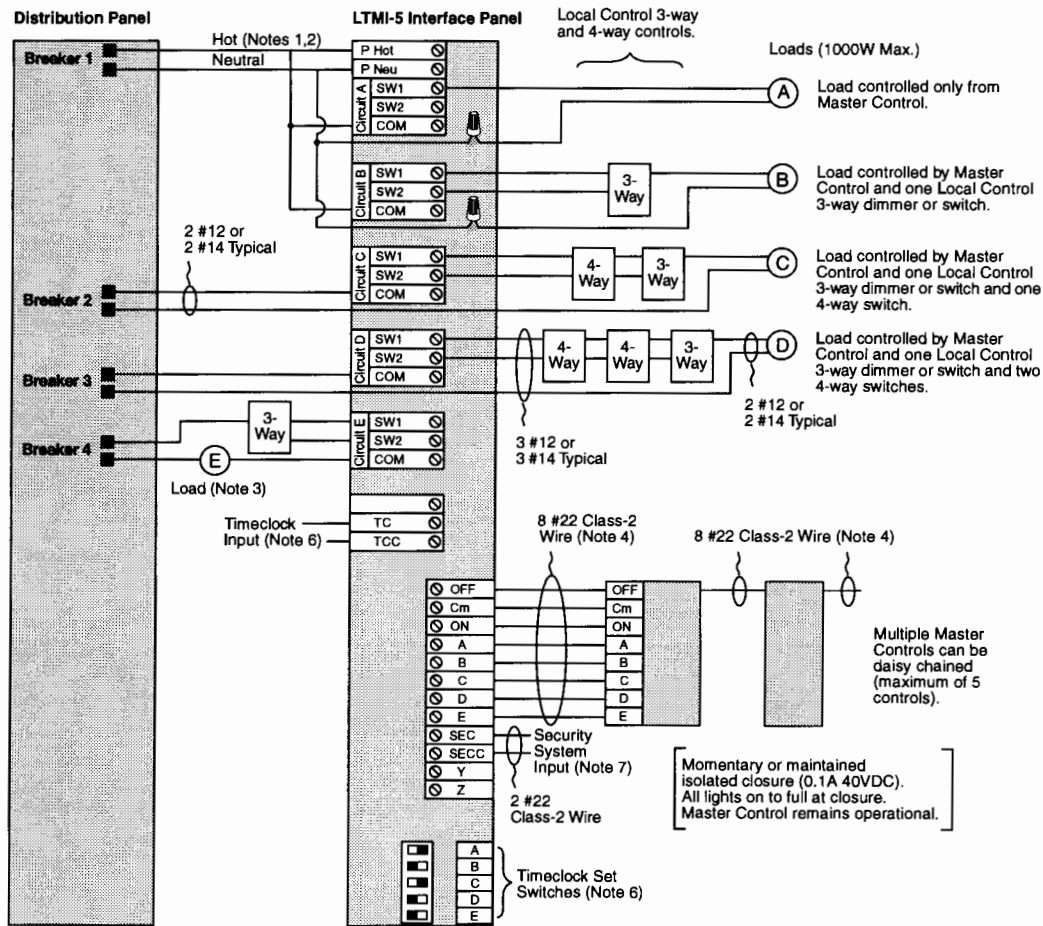 Distribution Panel
LTMI-5 Interface Panel
Local Control 3-way
and 4-way controls.
Loads (1000W Max.)
Breaker 1
Hot (Notes 1,2)
Neutral
P Hot
P Neu
Circuit A
SW1
SW2
COM
A
Load controlled only from
Master Control.
Circuit B
SW1
SW2
COM
3-
Way
B
Load controlled by Master
Control and one Local Control
3-way dimmer or switch.
2 #12 or
2 #14 Typical
Breaker 2
Circuit C
SW1
SW2
COM
4-
Way
3-
Way
C
Load controlled by Master
Control and one Local Control
3-way dimmer or switch and one
4-way switch.
Breaker 3
Circuit D
SW1
SW2
COM
4-
Way
4-
Way
3-
Way
D
Load controlled by Master
Control and one Local Control
3-way dimmer or switch and two
4-way switches.
2 #12 or
2 #14 Typical
3 #12 or
3 #14 Typical
Breaker 4
3-
Way
E
Load (Note 3)
Circuit E
SW1
SW2
COM
Timeclock
Input (Note 6)
TC
TCC
8 #22 Class-2
Wire (Note 4)
8 #22 Class-2 Wire (Note 4)
OFF
Cm
ON
A
B
C
D
E
SEC
SECC
Y
Z
OFF
Cm
ON
A
B
C
D
E
Multiple Master
Controls can be
daisy chained
(maximum of 5
controls).
Security
System
Input (Note 7)
2 #22
Class-2 Wire
Momentary or maintained
isolated closure (0.1A 40VDC).
All lights on to full at closure.
Master Control remains operational.
A
B
C
D
E
Timeclock Set
Switches (Note 6)